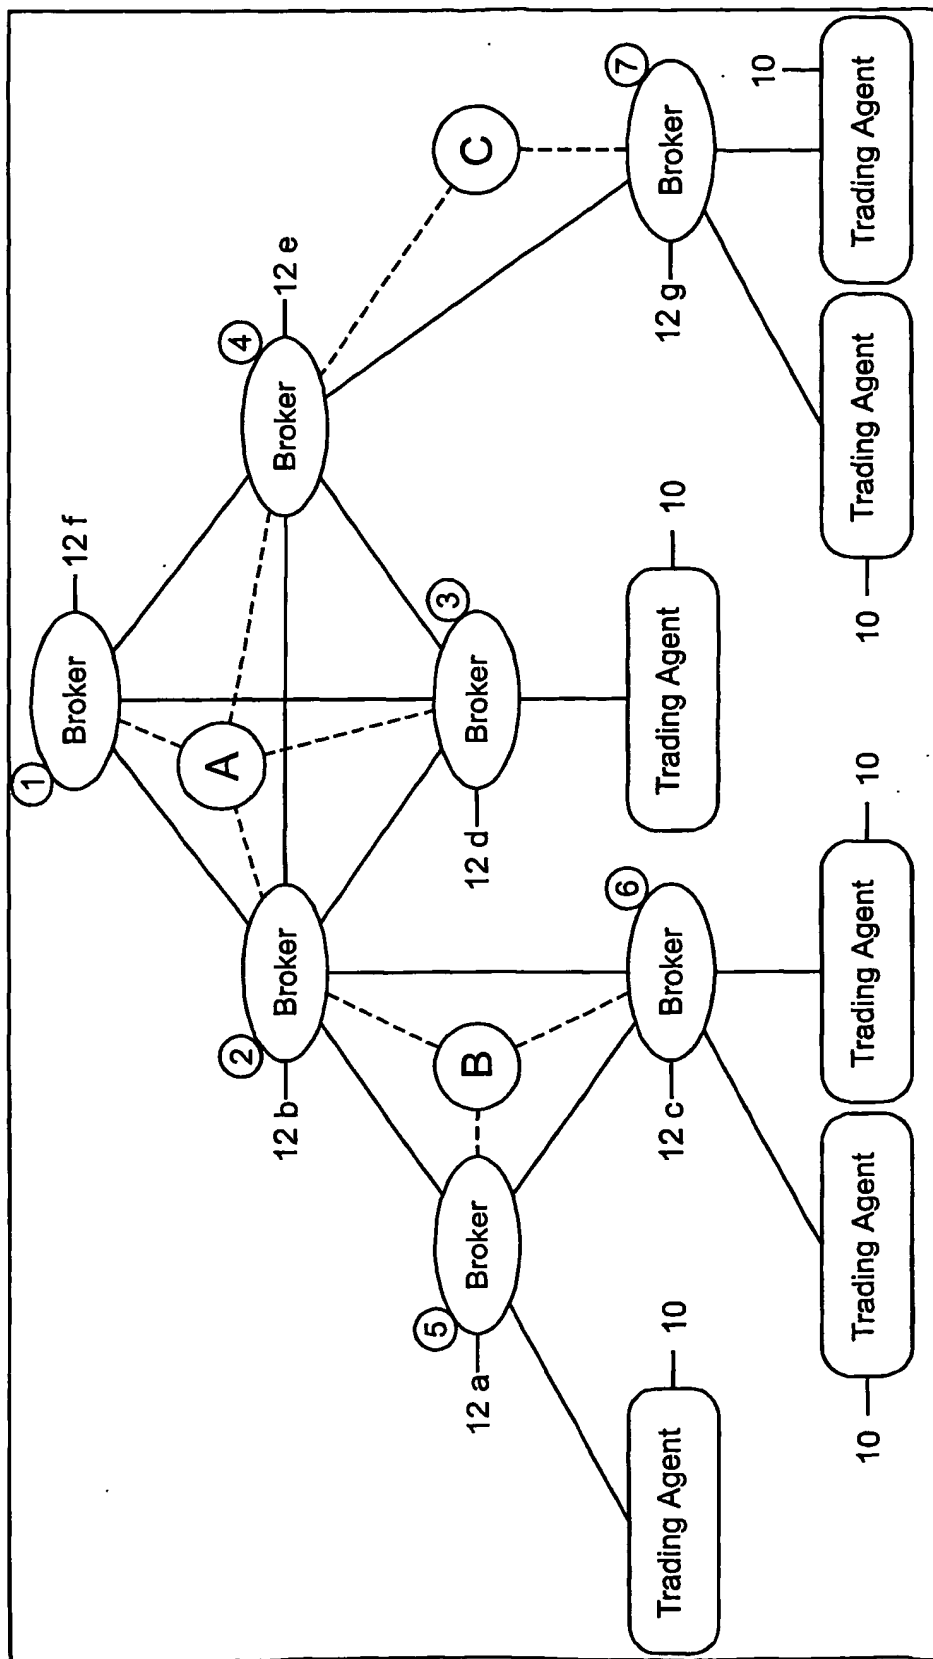 1
Broker
12 f
2
A
4
12 b
Broker
Broker
12 e
5
3
12 a
Broker
B
12 d
Broker
C
6
7
Trading Agent
10
12 c
Broker
Trading Agent
10
12 g
Broker
10
10
Trading Agent
Trading Agent
10
10
Trading Agent
Trading Agent